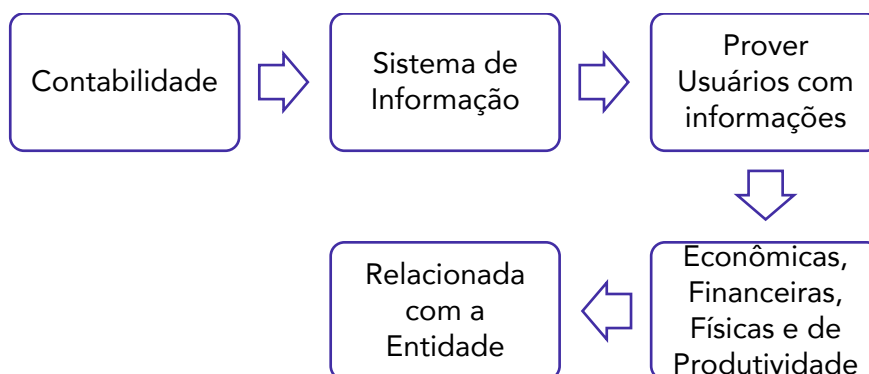 Contabilidade
Sistema de
Informação
Prover
Usuários com
informações
Econômicas,
Financeiras,
Físicas e de
Produtividade
Relacionada
com a
Entidade